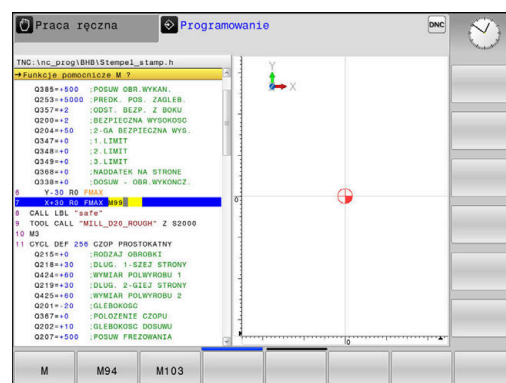 Praca ręczna
Programowanie
DNC
TNC:\nc_prog\BHB\Stempel_stamp.h
→Funkcje pomocnicze M ?
Q385=+500 ;POSUW OBR.WYKAN.
Q253=+5000 ;PREDK. POS. ZAGLEB.
Q357=+2 ;ODST. BEZP. Z BOKU
Q200=+2 ;BEZPIECZNA WYSOKOSC
Q204=+50 ;2-GA BEZPIECZNA WYS.
Q347=+0 ;1.LIMIT
Q348=+0 ;2.LIMIT
Q349=+0 ;3.LIMIT
Q368=+0 ;NADDATEK NA STRONE
Q338=+0 ;DOSUW - OBR.WYKONCZ.
6 Y-30 R0 FMAX
7 X+30 R0 FMAX M99
8 CALL LBL "safe"
9 TOOL CALL "MILL_D20_ROUGH" Z S2000
10 M3
11 CYCL DEF 256 CZOP PROSTOKATNY
Q215=+0 ;RODZAJ OBROBKI
Q218=+30 ;DLUG. 1-SZEJ STRONY
Q424=+60 ;WYMIAR POLWYROBU 1
Q219=+30 ;DLUG. 2-GIEJ STRONY
Q425=+60 ;WYMIAR POLWYROBU 2
Q201=-20 ;GLEBOKOSC
Q367=+0 ;POLOZENIE CZOPU
Q202=+10 ;GLEBOKOSC DOSUWU
Q207=+500 ;POSUW FREZOWANIA
Y
X
0
0
M
M94
M103